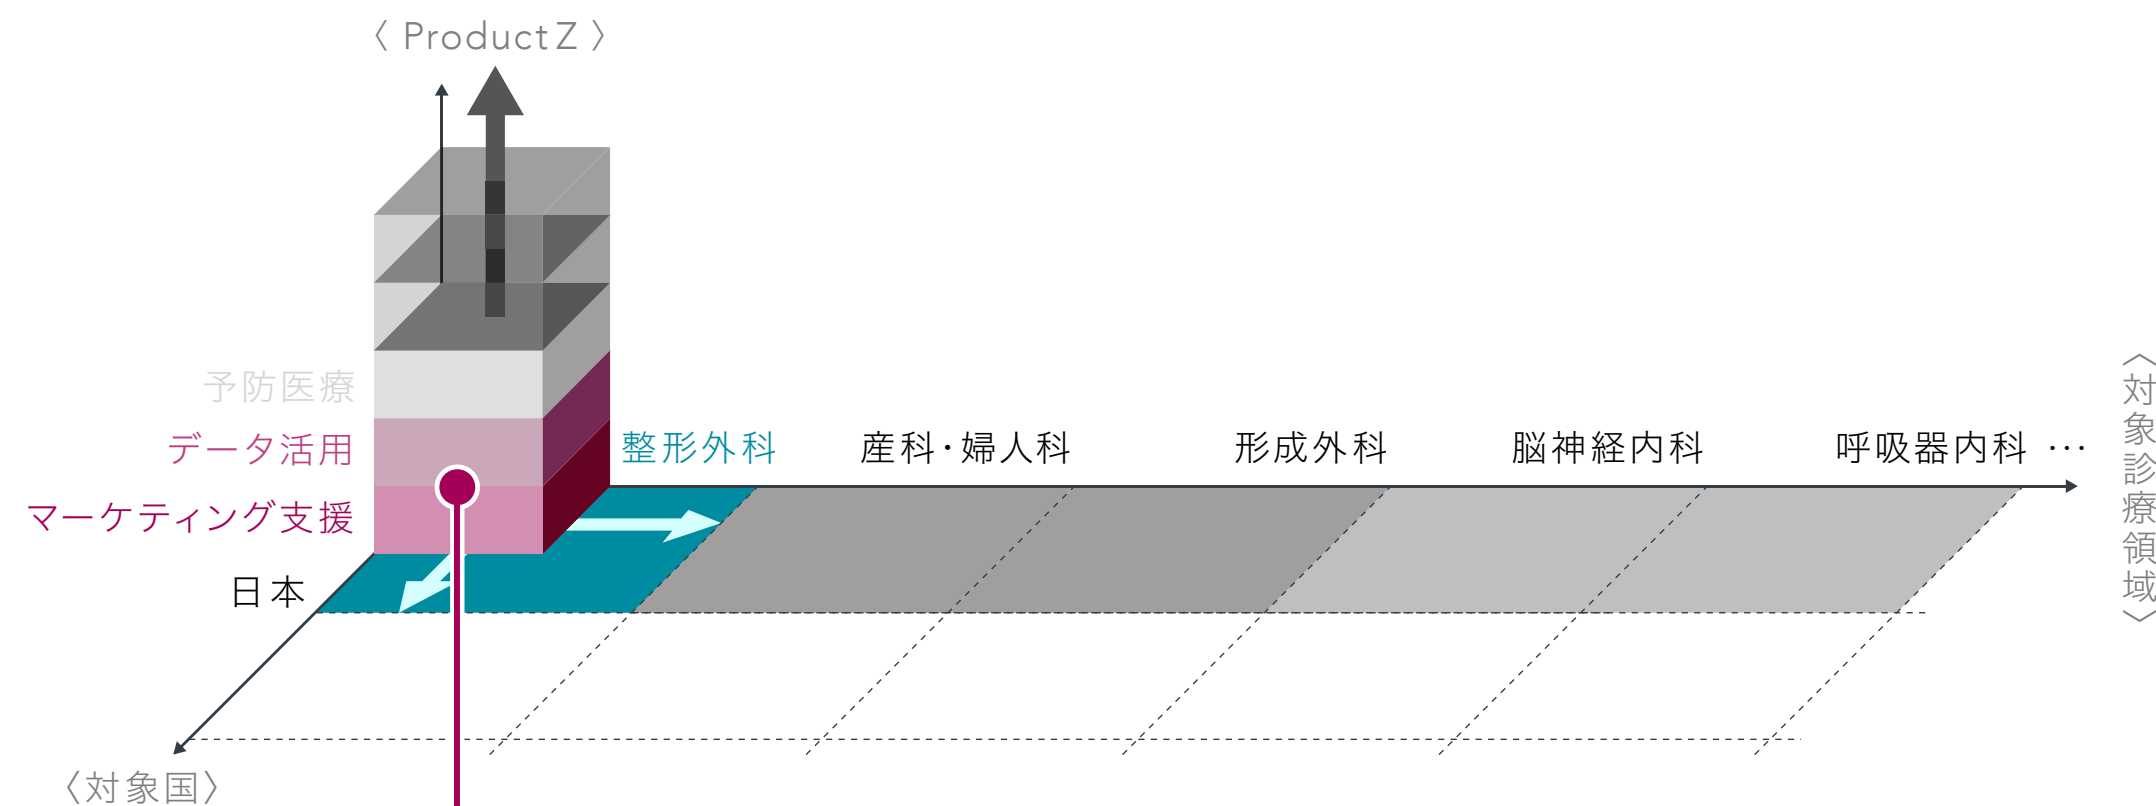 〈 Product Z 〉
予防医療
データ活用
マーケティング支援
日本
〈対象国〉
整形外科
産科・婦人科
形成外科
脳神経内科
呼吸器内科 …
〈対象診療領域〉